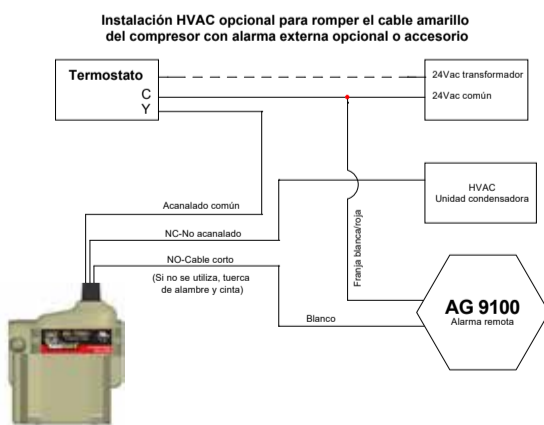 Instalación HVAC opcional para romper el cable amarillo
del compresor con alarma externa opcional o accesorio
Termostato
C
Y
24Vac transformador
24Vac común
HVAC
Unidad condensadora
Acanalado común
NC-No acanalado
NO-Cable corto
(Si no se utiliza, tuerca
de alambre y cinta)
Franja blanca/roja
Blanco
AG 9100
Alarma remota